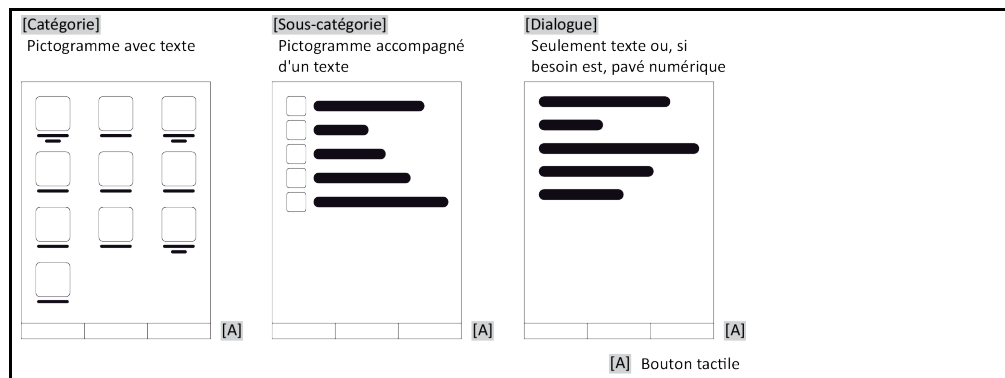 [Catégorie]
Pictogramme avec texte
[Sous-catégorie]
Pictogramme accompagné
d'un texte
[Dialogue]
Seulement texte ou, si
besoin est, pavé numérique
[A]
[A]
[A]
[A] Bouton tactile